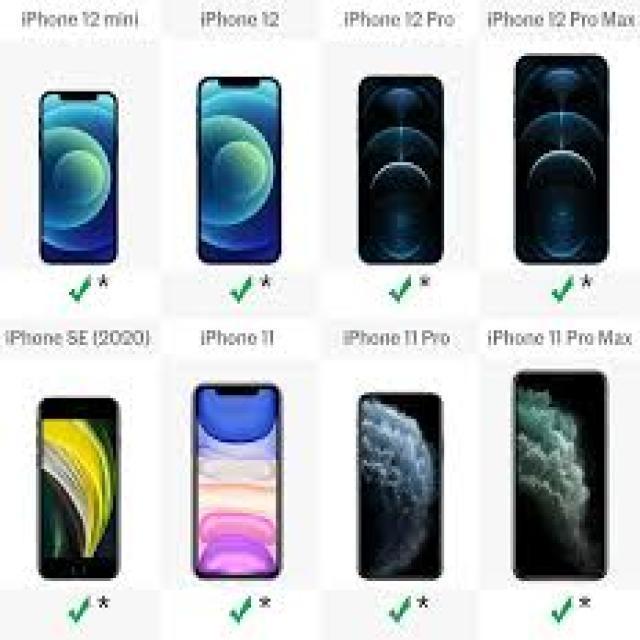 iPhone 12 mini
iPhone 12
iPhone 12 Pro
iPhone 12 Pro Max
*
*
*
*
iPhone SE (2020)
iPhone 11
iPhone 11 Pro
iPhone 11 Pro Max
*
*
*
*